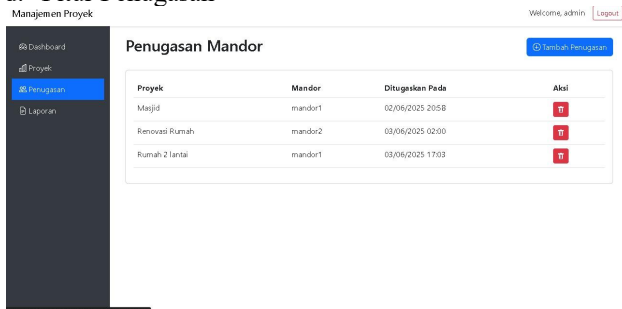 Manajemen Proyek
Welcome, admin
Logout
Dashboard
Penugasan Mandor
Tambah Penugasan
Proyek
Penugasan
Laporan
Proyek Mandor Ditugaskan Pada Aksi
Masjid mandor1 02/06/2025 20:58
Renovasi Rumah mandor2 03/06/2025 02:00
Rumah 2 lantai mandor1 03/06/2025 17:03